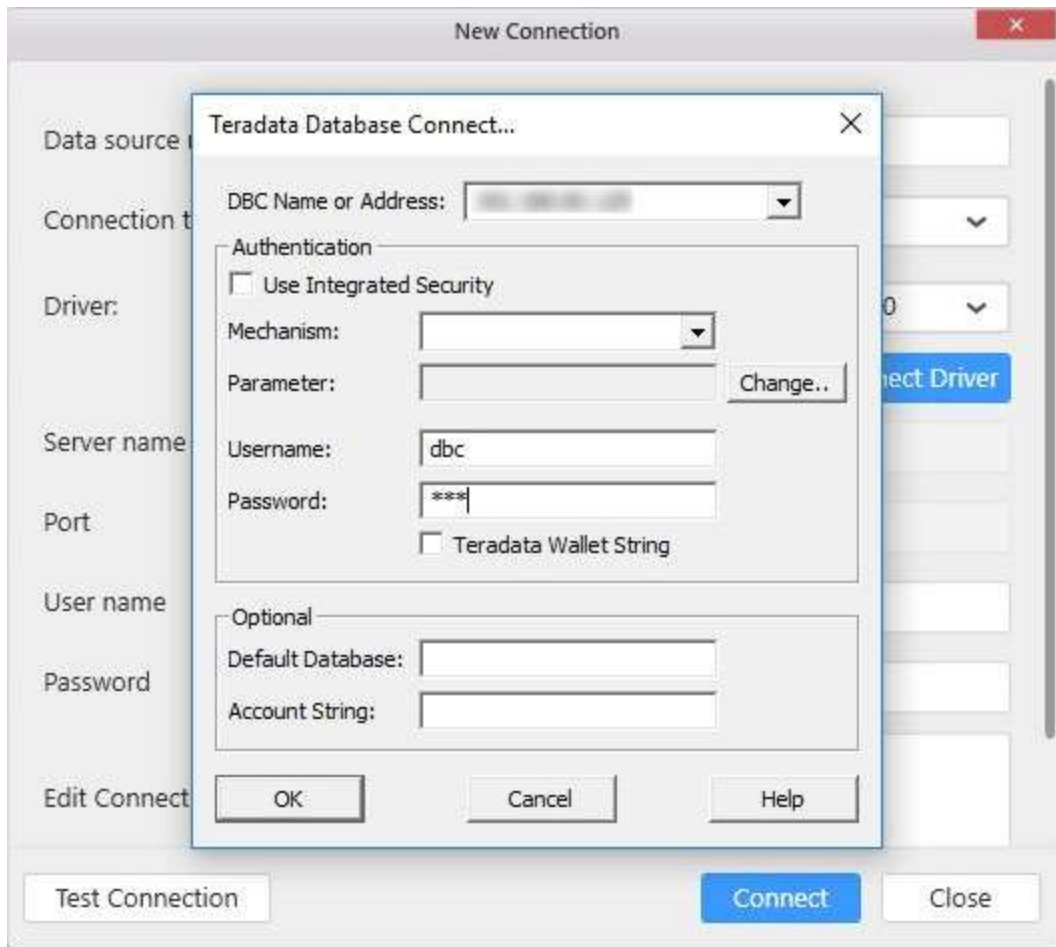 New Connection
Teradata Database Connect...
Data source
DBC Name or Address:
Connection t
Authentication
Use Integrated Security
Driver:
0
Mechanism:
Parameter:
Change..
nect Driver
Server name
Username:
dbc
Password:
***
Port
Teradata Wallet String
User name
Optional
Default Database:
Password
Account String:
Edit Connect
OK
Cancel
Help
Test Connection
Connect
Close